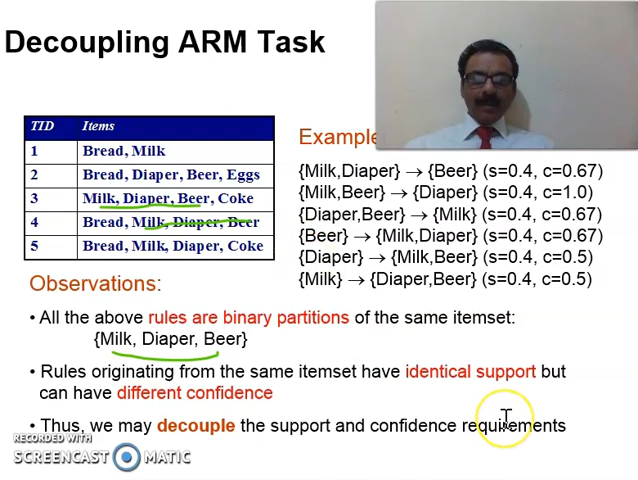 Decoupling ARM Task
TID Items
1 Bread, Milk
2 Bread, Diaper, Beer, Eggs
3 Milk, Diaper, Beer, Coke
4 Bread, Milk, Diaper, Beer
5 Bread, Milk, Diaper, Coke
Example
{Milk,Diaper} → {Beer} (s=0.4, c=0.67)
{Milk,Beer} → {Diaper} (s=0.4, c=1.0)
{Diaper,Beer} → {Milk} (s=0.4, c=0.67)
{Beer} → {Milk,Diaper} (s=0.4, c=0.67)
{Diaper} → {Milk,Beer} (s=0.4, c=0.5)
{Milk} → {Diaper,Beer} (s=0.4, c=0.5)
Observations:
• All the above rules are binary partitions of the same itemset:
{Milk, Diaper, Beer}
• Rules originating from the same itemset have identical support but
can have different confidence
• Thus, we may decouple the support and confidence requirements
RECORDED WITH
SCREENCAST MATIC